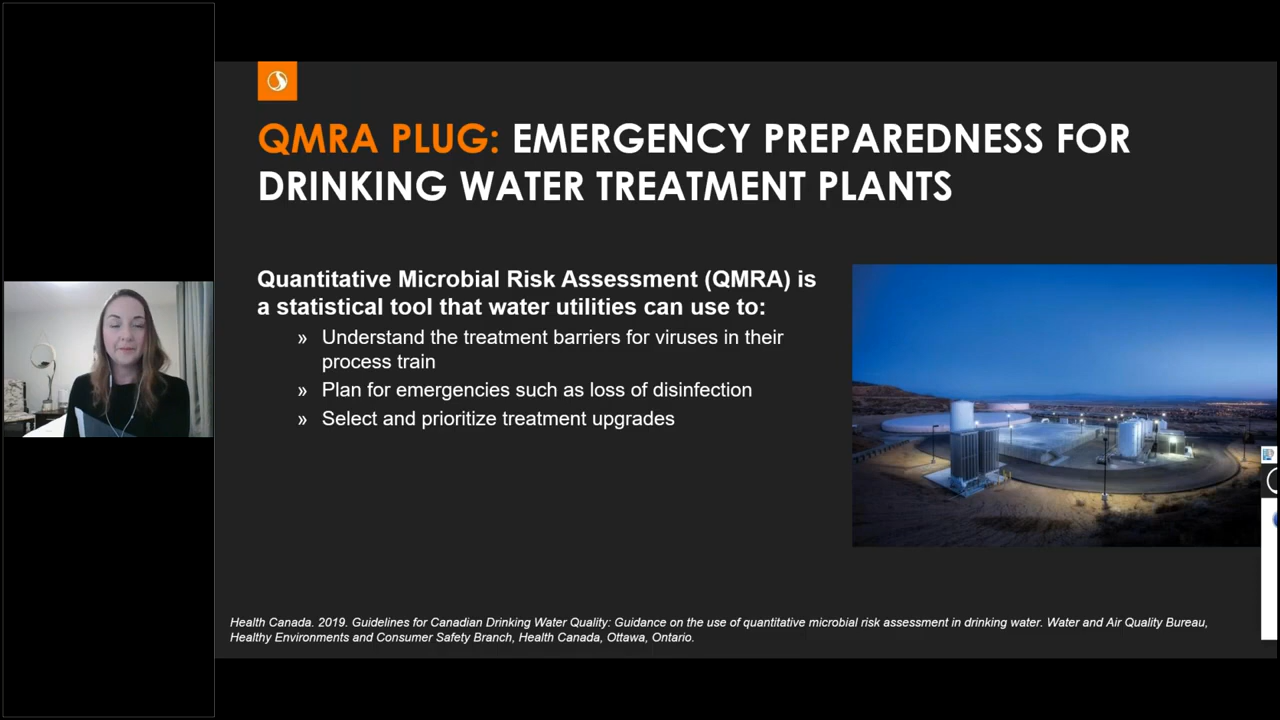 QMRA PLUG: EMERGENCY PREPAREDNESS FOR
DRINKING WATER TREATMENT PLANTS
Quantitative Microbial Risk Assessment (QMRA) is
a statistical tool that water utilities can use to:
» Understand the treatment barriers for viruses in their
process train
» Plan for emergencies such as loss of disinfection
» Select and prioritize treatment upgrades
Health Canada. 2019. Guidelines for Canadian Drinking Water Quality: Guidance on the use of quantitative microbial risk assessment in drinking water. Water and Air Quality Bureau,
Healthy Environments and Consumer Safety Branch, Health Canada, Ottawa, Ontario.